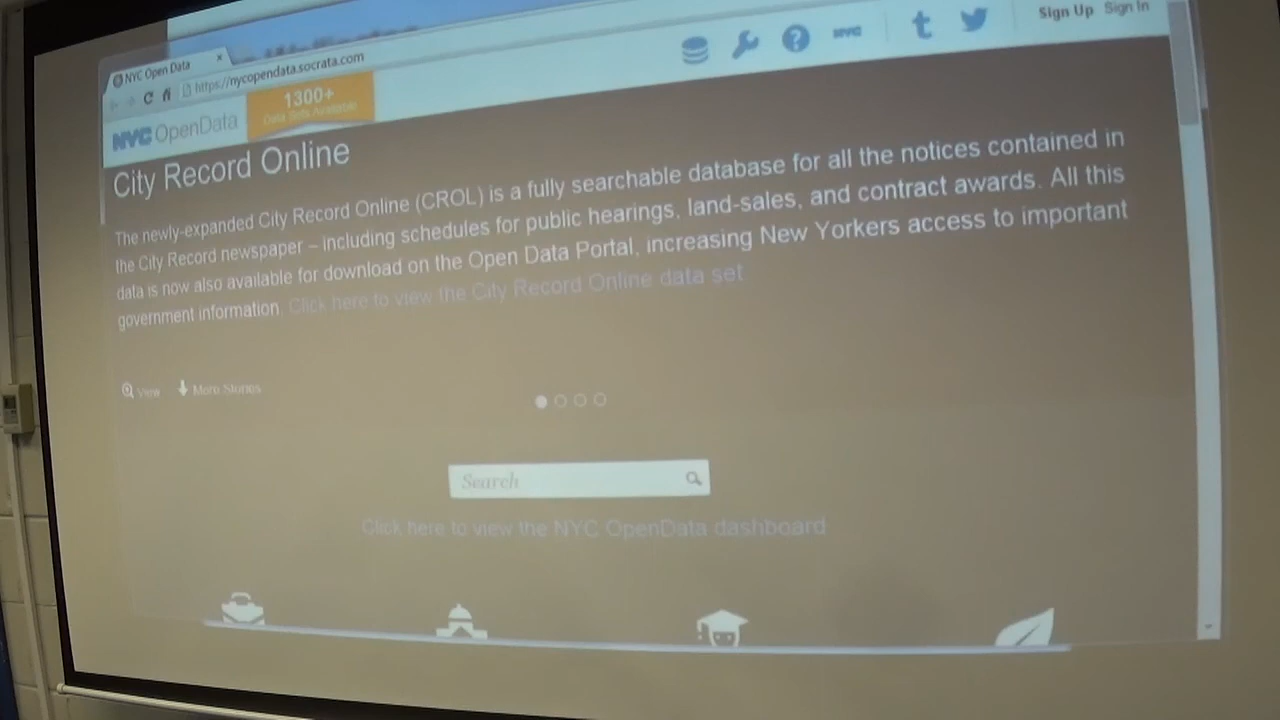 NYC Open Data
https://nycopendata.socrata.com
Sign Up Sign In
NYC OpenData
1300+
Data Sets Available
NYC
City Record Online
The newly-expanded City Record Online (CROL) is a fully searchable database for all the notices contained in
the City Record newspaper – including schedules for public hearings, land-sales, and contract awards. All this
data is now also available for download on the Open Data Portal, increasing New Yorkers access to important
government information. Click here to view the City Record Online data set
View More Stories
Search
Click here to view the NYC OpenData dashboard